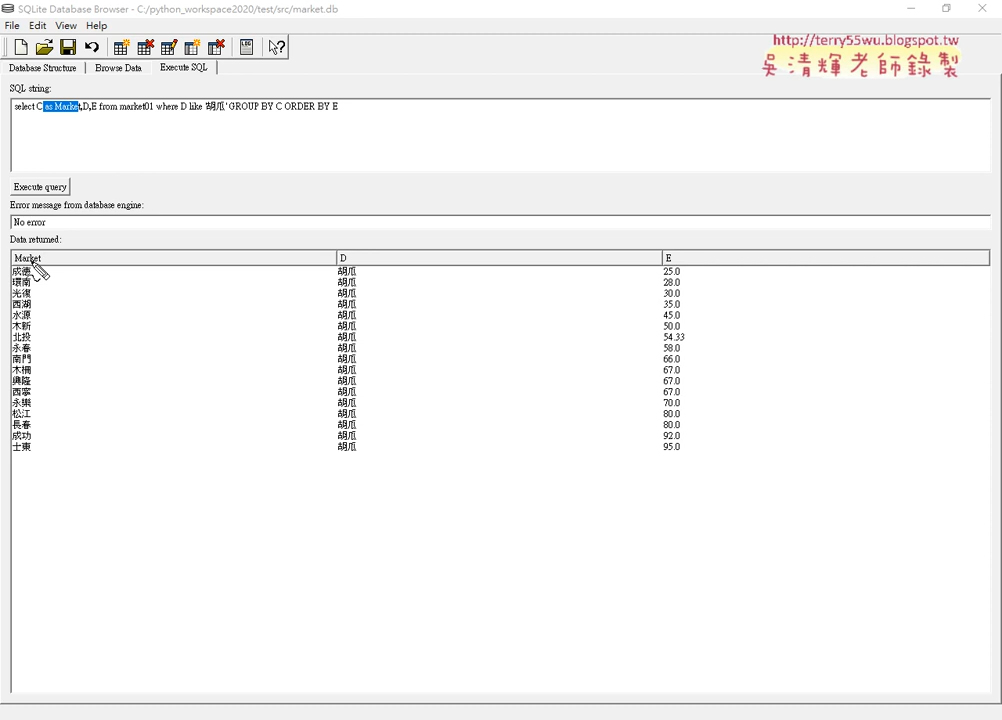 SQLite Database Browser - C:/python_workspace2020/test/src/market.db
File Edit View Help
LOG
http://terry55wu.blogspot.tw
吳清輝老師錄製
Database Structure Browse Data Execute SQL
SQL string:
select C as Market,D,E from market01 where D like '胡瓜' GROUP BY C ORDER BY E
Execute query
Error message from database engine:
No error
Data returned:
Market D E
成德 胡瓜 25.0
環南 胡瓜 28.0
光復 胡瓜 30.0
西湖 胡瓜 35.0
水源 胡瓜 45.0
木新 胡瓜 50.0
北投 胡瓜 54.33
永春 胡瓜 58.0
南門 胡瓜 66.0
木柵 胡瓜 67.0
興隆 胡瓜 67.0
西寧 胡瓜 67.0
永樂 胡瓜 70.0
松江 胡瓜 80.0
長春 胡瓜 80.0
成功 胡瓜 92.0
士東 胡瓜 95.0